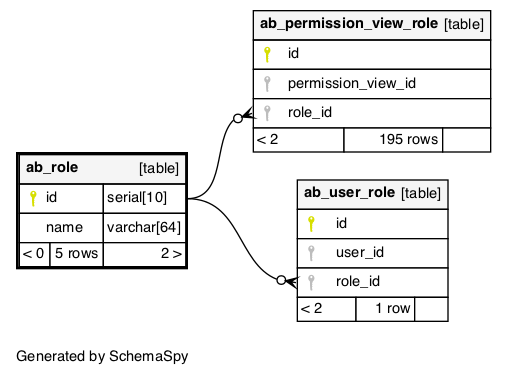 ab_permission_view_role [table]
id
permission_view_id
role_id
< 2 195 rows
ab_role [table]
id serial[10]
name varchar[64]
< 0 5 rows 2 >
ab_user_role [table]
id
user_id
role_id
< 2 1 row
Generated by SchemaSpy